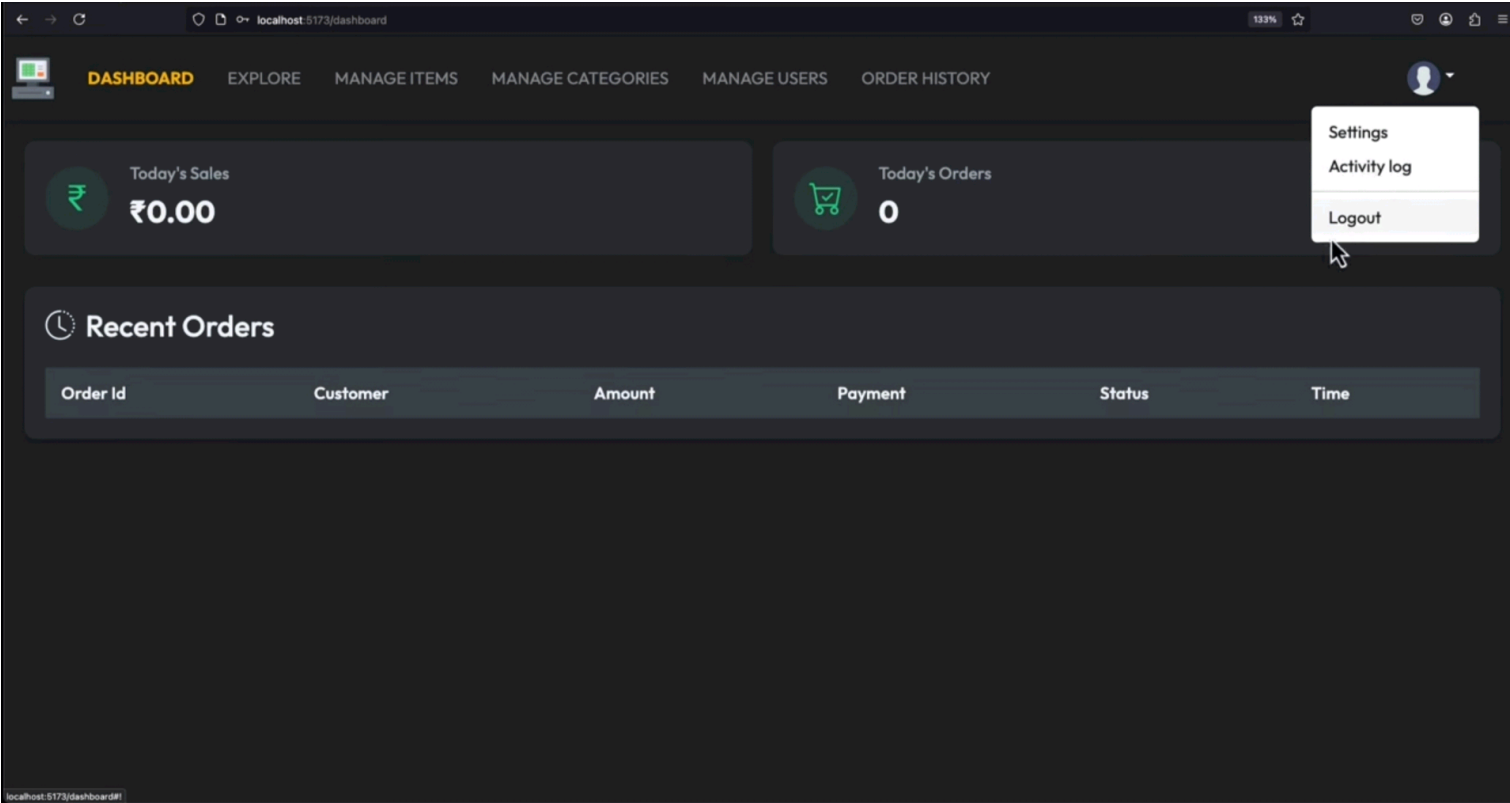 localhost:5173/dashboard
133%
DASHBOARD EXPLORE MANAGE ITEMS MANAGE CATEGORIES MANAGE USERS ORDER HISTORY
Settings
Activity log
Logout
Today's Sales
₹0.00
Today's Orders
0
Recent Orders
Order Id Customer Amount Payment Status Time
localhost:5173/dashboard#!